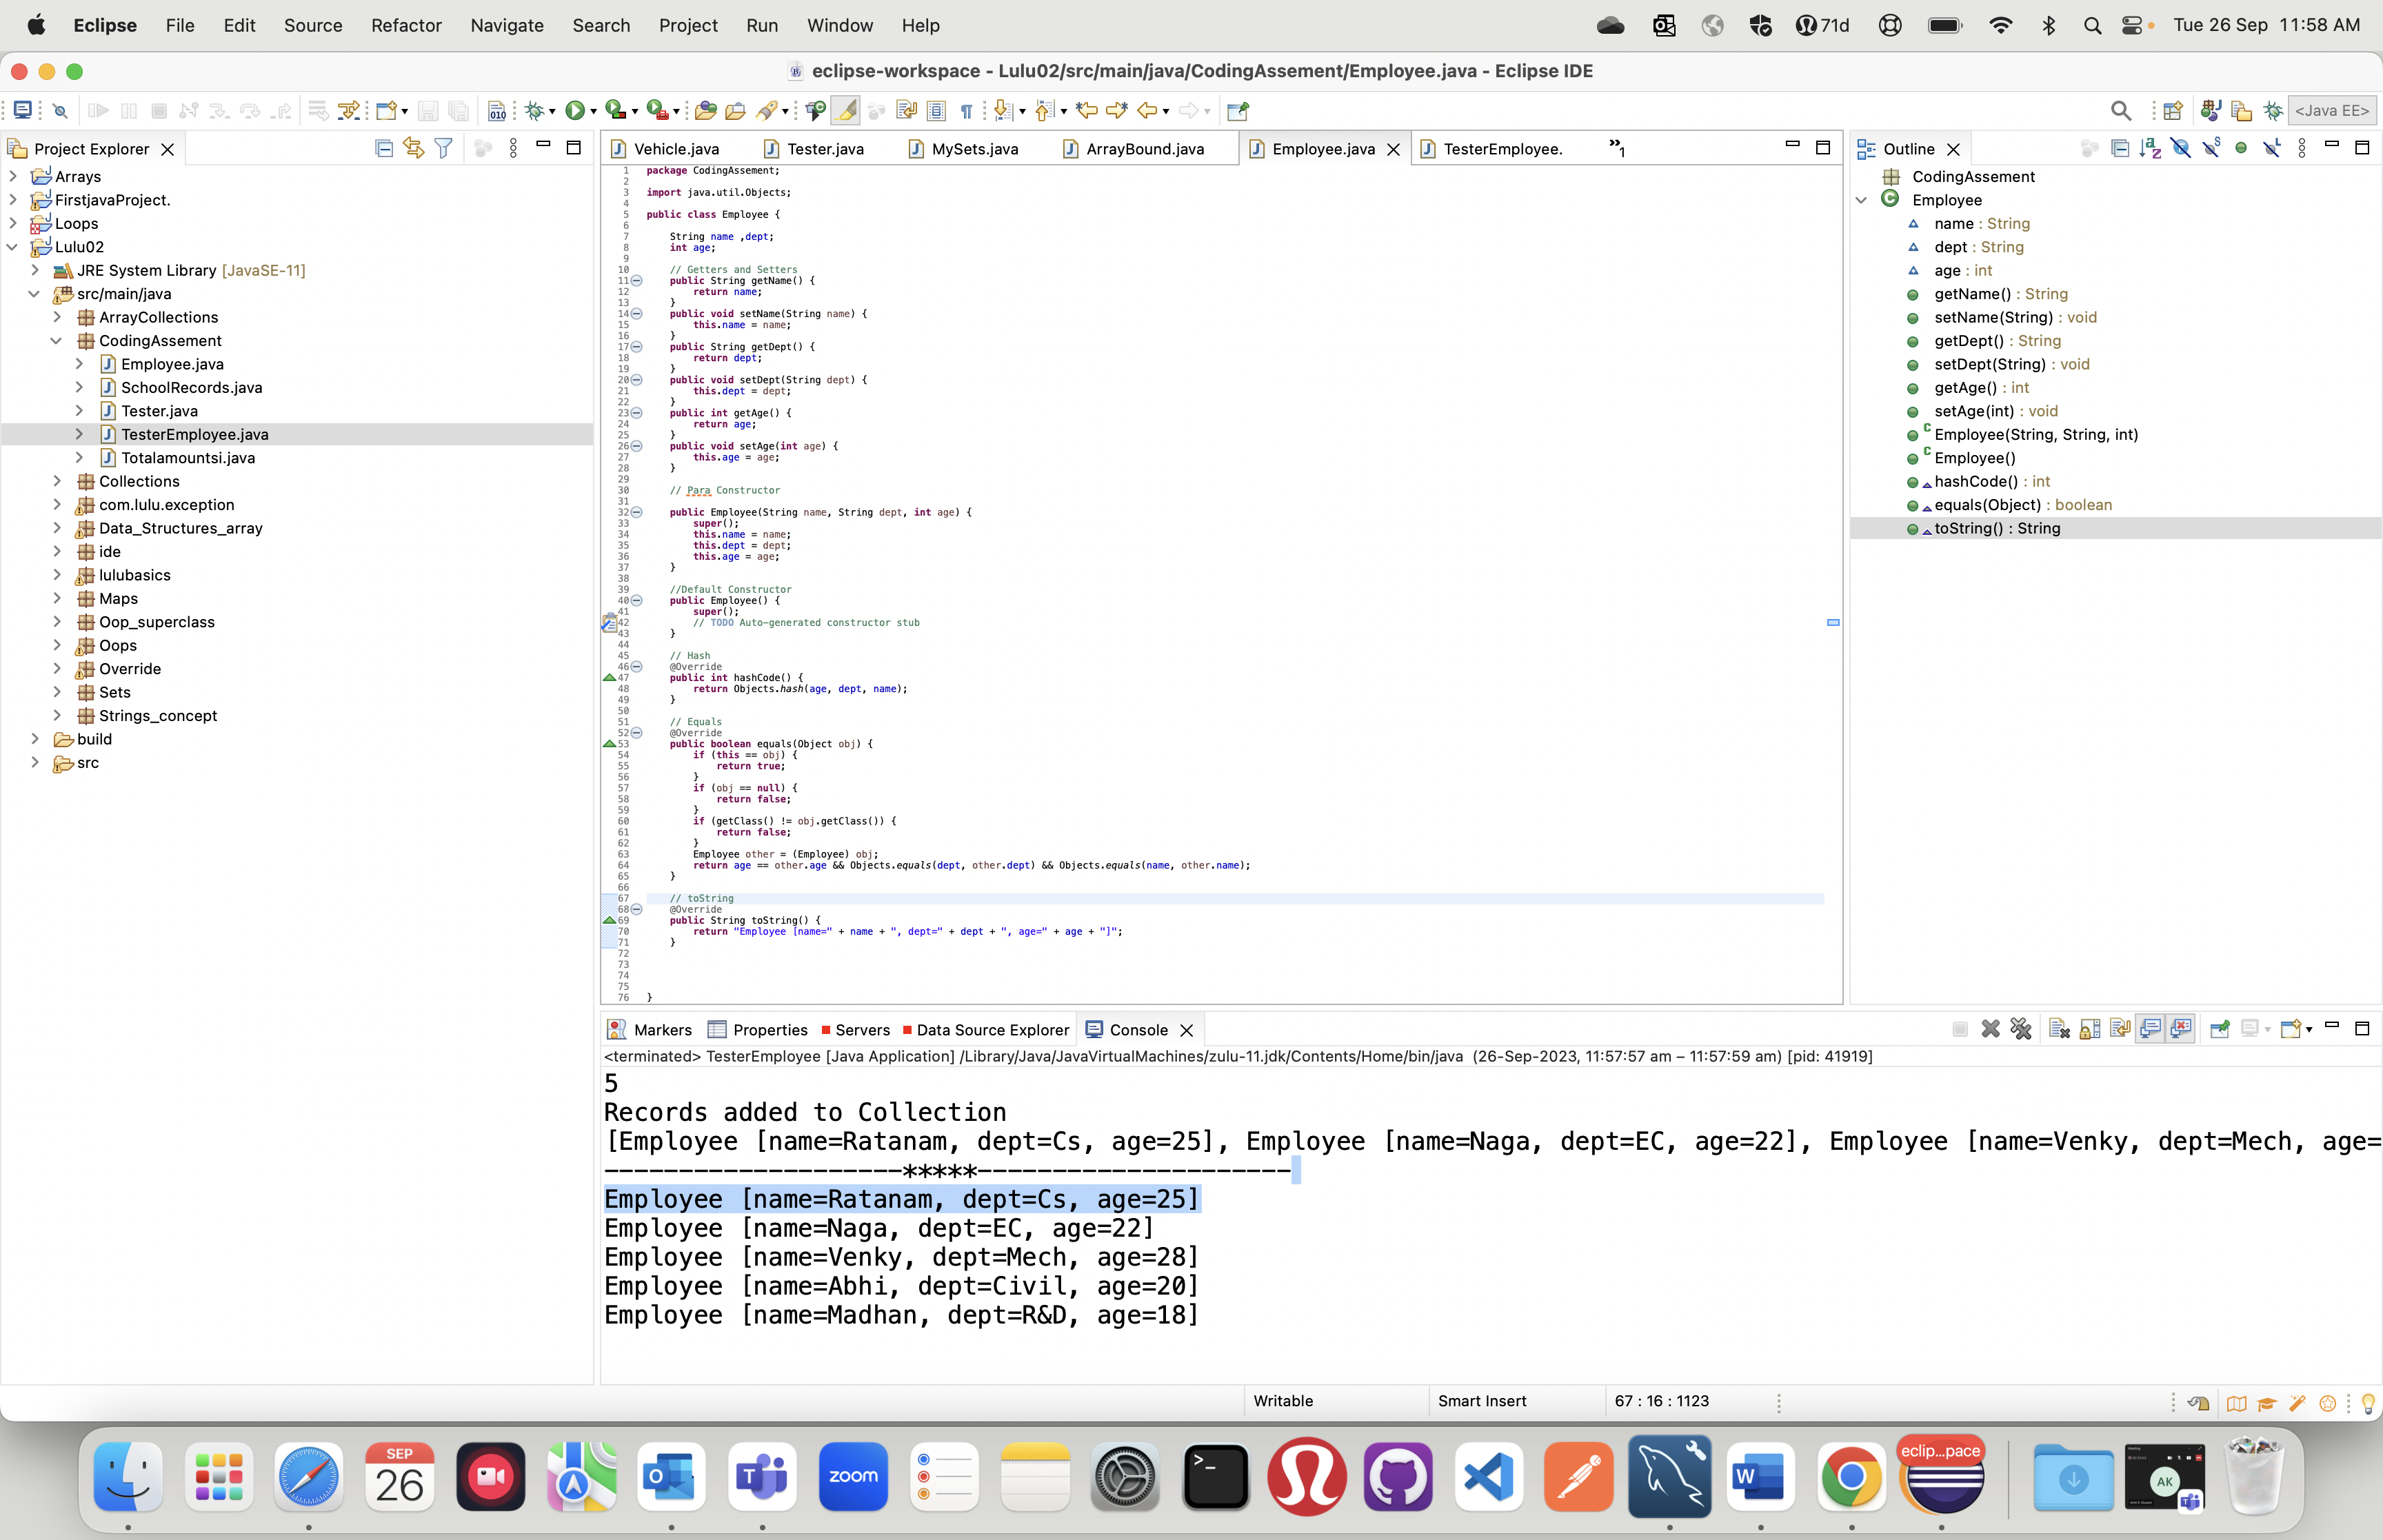 Eclipse File Edit Source Refactor Navigate Search Project Run Window Help 71d Tue 26 Sep 11:58 AM
eclipse-workspace - Lulu02/src/main/java/CodingAssement/Employee.java - Eclipse IDE
<Java EE>
Project Explorer
Arrays
FirstjavaProject.
Loops
Lulu02
JRE System Library [JavaSE-11]
src/main/java
ArrayCollections
CodingAssement
Employee.java
SchoolRecords.java
Tester.java
TesterEmployee.java
Totalamountsi.java
Collections
com.lulu.exception
Data_Structures_array
ide
lulubasics
Maps
Oop_superclass
Oops
Override
Sets
Strings_concept
build
src
Vehicle.java Tester.java MySets.java ArrayBound.java Employee.java TesterEmployee. »1
1 package CodingAssement;
2
3 import java.util.Objects;
4
5 public class Employee {
6
7 String name ,dept;
8 int age;
9
10 // Getters and Setters
11 public String getName() {
12 return name;
13 }
14 public void setName(String name) {
15 this.name = name;
16 }
17 public String getDept() {
18 return dept;
19 }
20 public void setDept(String dept) {
21 this.dept = dept;
22 }
23 public int getAge() {
24 return age;
25 }
26 public void setAge(int age) {
27 this.age = age;
28 }
29
30 // Para Constructor
31
32 public Employee(String name, String dept, int age) {
33 super();
34 this.name = name;
35 this.dept = dept;
36 this.age = age;
37 }
38
39 //Default Constructor
40 public Employee() {
41 super();
42 // TODO Auto-generated constructor stub
43 }
44
45 // Hash
46 @Override
47 public int hashCode() {
48 return Objects.hash(age, dept, name);
49 }
50
51 // Equals
52 @Override
53 public boolean equals(Object obj) {
54 if (this == obj) {
55 return true;
56 }
57 if (obj == null) {
58 return false;
59 }
60 if (getClass() != obj.getClass()) {
61 return false;
62 }
63 Employee other = (Employee) obj;
64 return age == other.age && Objects.equals(dept, other.dept) && Objects.equals(name, other.name);
65 }
66
67 // toString
68 @Override
69 public String toString() {
70 return "Employee [name=" + name + ", dept=" + dept + ", age=" + age + "]";
71 }
72
73
74
75
76 }
Outline
CodingAssement
Employee
name : String
dept : String
age : int
getName() : String
setName(String) : void
getDept() : String
setDept(String) : void
getAge() : int
setAge(int) : void
Employee(String, String, int)
Employee()
hashCode() : int
equals(Object) : boolean
toString() : String
Markers Properties Servers Data Source Explorer Console
<terminated> TesterEmployee [Java Application] /Library/Java/JavaVirtualMachines/zulu-11.jdk/Contents/Home/bin/java (26-Sep-2023, 11:57:57 am – 11:57:59 am) [pid: 41919]
5
Records added to Collection
[Employee [name=Ratanam, dept=Cs, age=25], Employee [name=Naga, dept=EC, age=22], Employee [name=Venky, dept=Mech, age=
--------------------*****---------------------
Employee [name=Ratanam, dept=Cs, age=25]
Employee [name=Naga, dept=EC, age=22]
Employee [name=Venky, dept=Mech, age=28]
Employee [name=Abhi, dept=Civil, age=20]
Employee [name=Madhan, dept=R&D, age=18]
Writable Smart Insert 67 : 16 : 1123
SEP
26
zoom
eclip...pace
AK